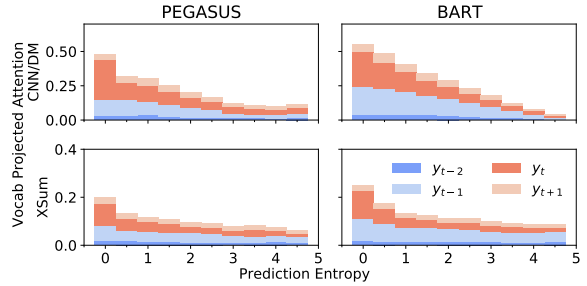 PEGASUS
BART
Vocab Projected Attention
CNN/DM
XSum
0.50
0.25
0.00
0.4
0.2
0.0
y_{t-2}
y_{t-1}
y_t
y_{t+1}
0 1 2 3 4 5
0 1 2 3 4 5
Prediction Entropy